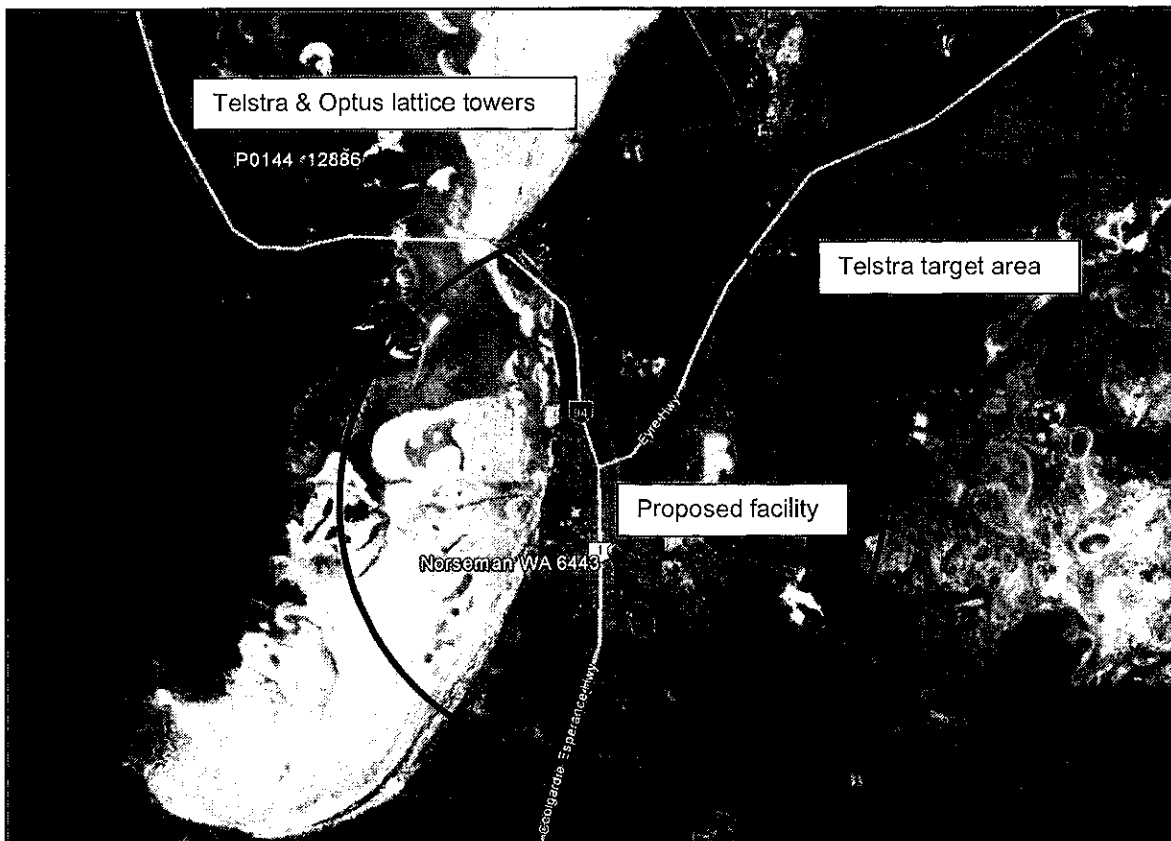 Telstra & Optus lattice towers
P0144 12886
Telstra target area
94
Eyre Hwy
Proposed facility
1
Norseman WA 6443
Coolgardie Esperance Hwy